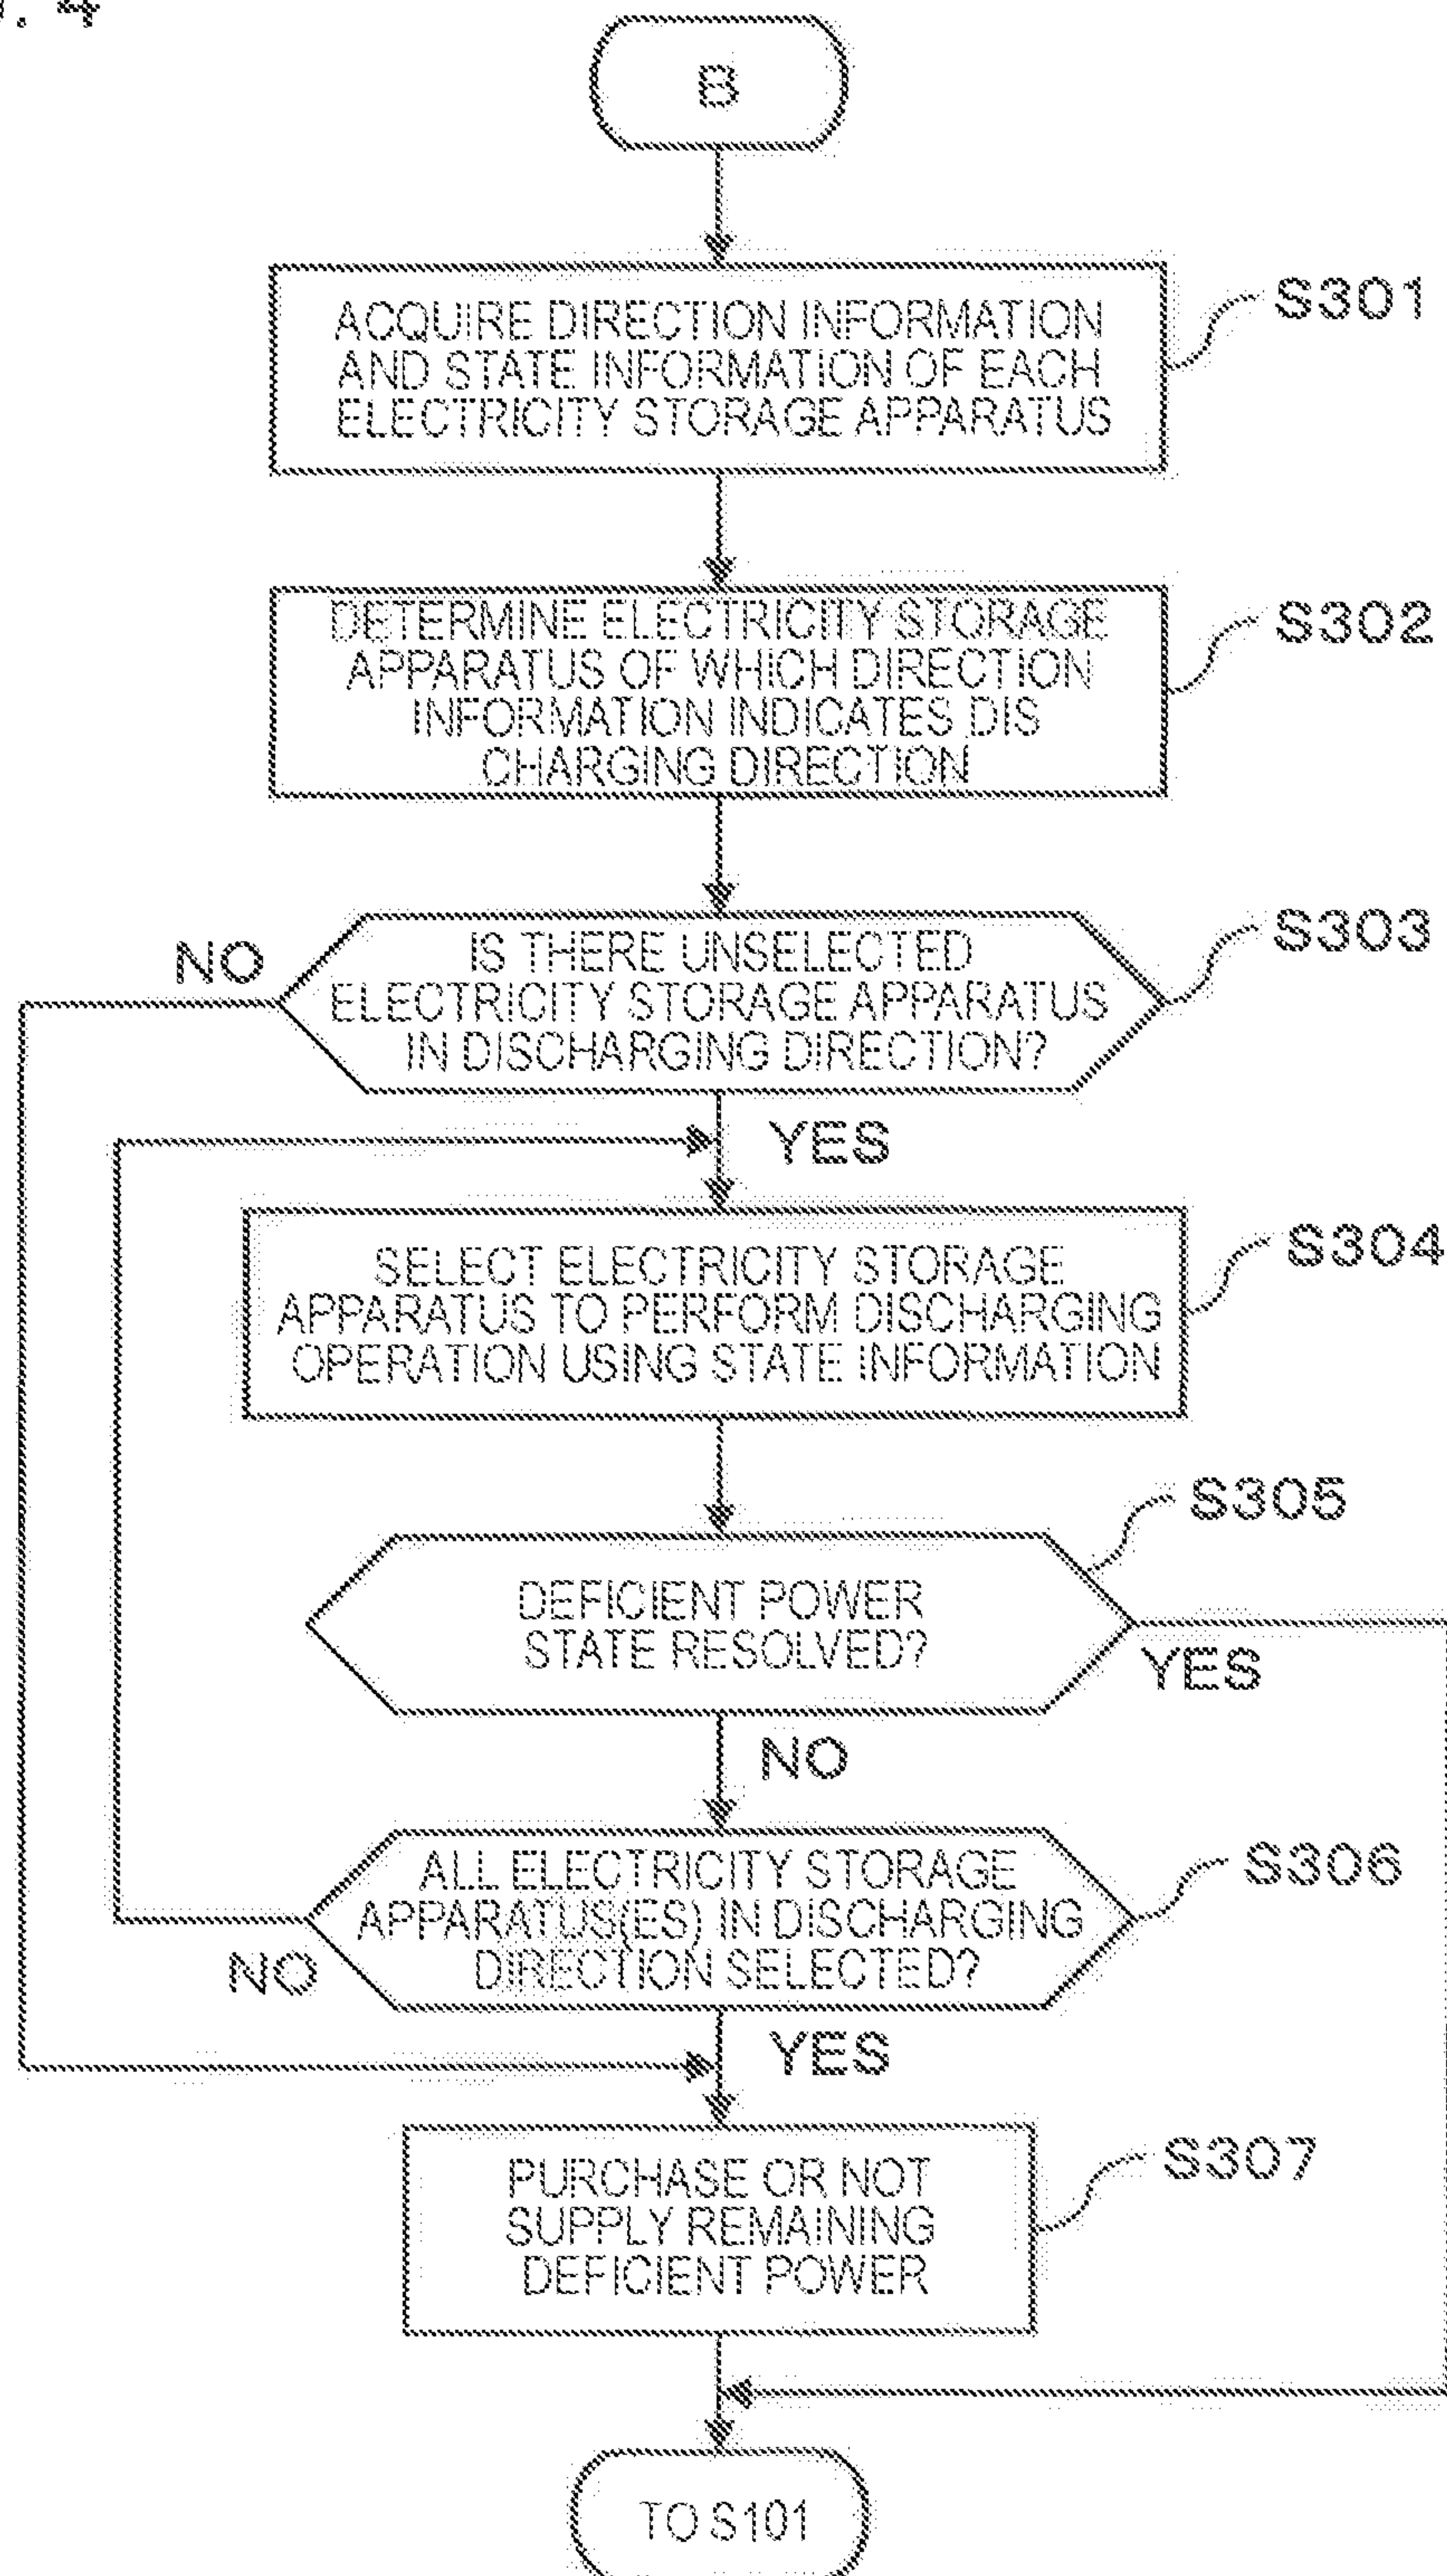 . 4
B
ACQUIRE DIRECTION INFORMATION
AND STATE INFORMATION OF EACH
ELECTRICITY STORAGE APPARATUS
S301
DETERMINE ELECTRICITY STORAGE
APPARATUS OF WHICH DIRECTION
INFORMATION INDICATES DIS
CHARGING DIRECTION
S302
IS THERE UNSELECTED
ELECTRICITY STORAGE APPARATUS
IN DISCHARGING DIRECTION?
S303
NO
YES
SELECT ELECTRICITY STORAGE
APPARATUS TO PERFORM DISCHARGING
OPERATION USING STATE INFORMATION
S304
DEFICIENT POWER
STATE RESOLVED?
S305
YES
NO
ALL ELECTRICITY STORAGE
APPARATUS(ES) IN DISCHARGING
DIRECTION SELECTED?
S306
NO
YES
PURCHASE OR NOT
SUPPLY REMAINING
DEFICIENT POWER
S307
TO S101